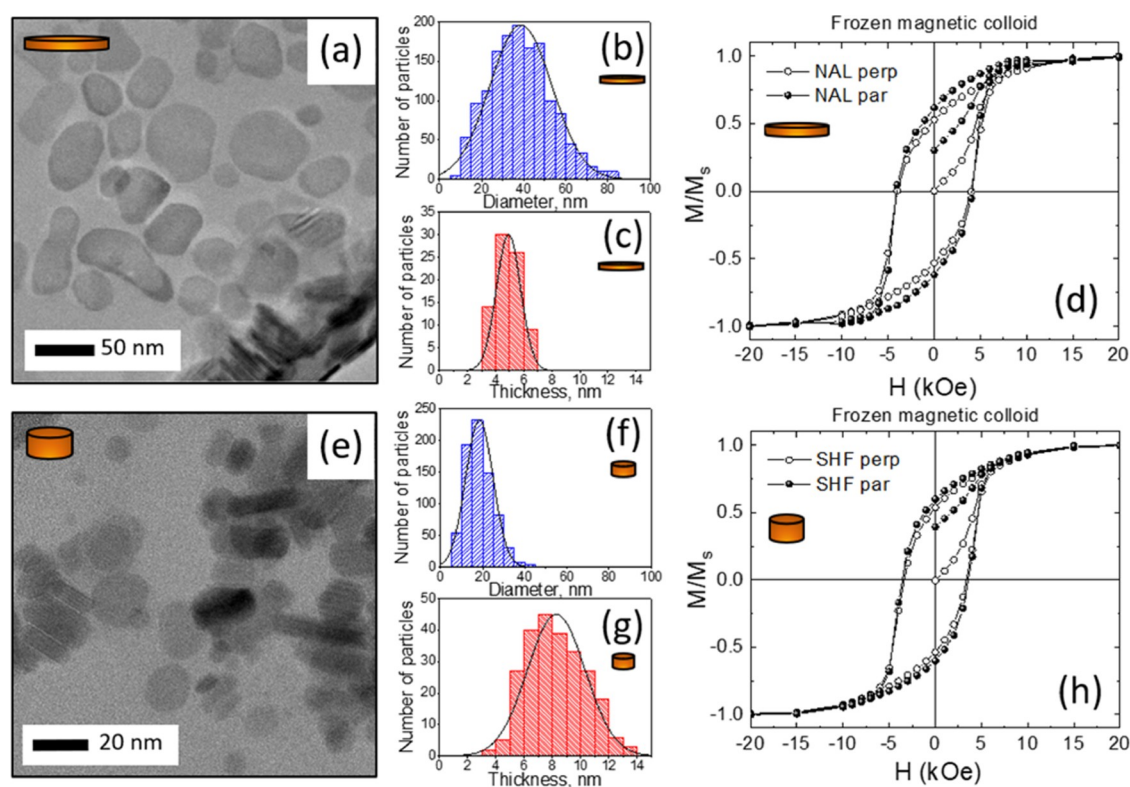 (a)
50 nm
Number of particles
200
150
100
50
0
(b)
0 20 40 60 80 100
Diameter, nm
Number of particles
35
30
25
20
15
10
5
0
(c)
0 2 4 6 8 10 12 14
Thickness, nm
Frozen magnetic colloid
M/Ms
1.0
0.5
0.0
-0.5
-1.0
NAL perp
NAL par
(d)
-20 -15 -10 -5 0 5 10 15 20
H (kOe)
(e)
20 nm
Number of particles
250
200
150
100
50
0
(f)
0 20 40 60 80 100
Diameter, nm
Number of particles
50
40
30
20
10
0
(g)
0 2 4 6 8 10 12 14
Thickness, nm
Frozen magnetic colloid
M/Ms
1.0
0.5
0.0
-0.5
-1.0
SHF perp
SHF par
(h)
-20 -15 -10 -5 0 5 10 15 20
H (kOe)